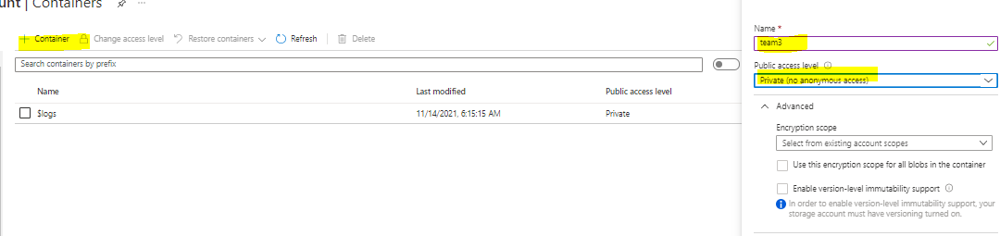 | Containers
Container Change access level Restore containers Refresh Delete
Search containers by prefix
Name Last modified Public access level
$logs 11/14/2021, 6:15:15 AM Private
Name *
team3
Public access level
Private (no anonymous access)
Advanced
Encryption scope
Select from existing account scopes
Use this encryption scope for all blobs in the container
Enable version-level immutability support
In order to enable version-level immutability support, your
storage account must have versioning turned on.